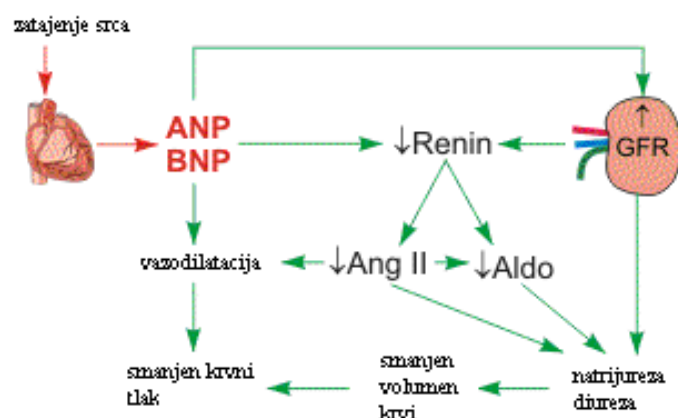 zatajenje srca
ANP
BNP
↓Renin
↑
GFR
vazodilatacija
↓Ang II
↓Aldo
smanjen krvni
tlak
smanjen
volumen
krvi
natrijureza
diureza